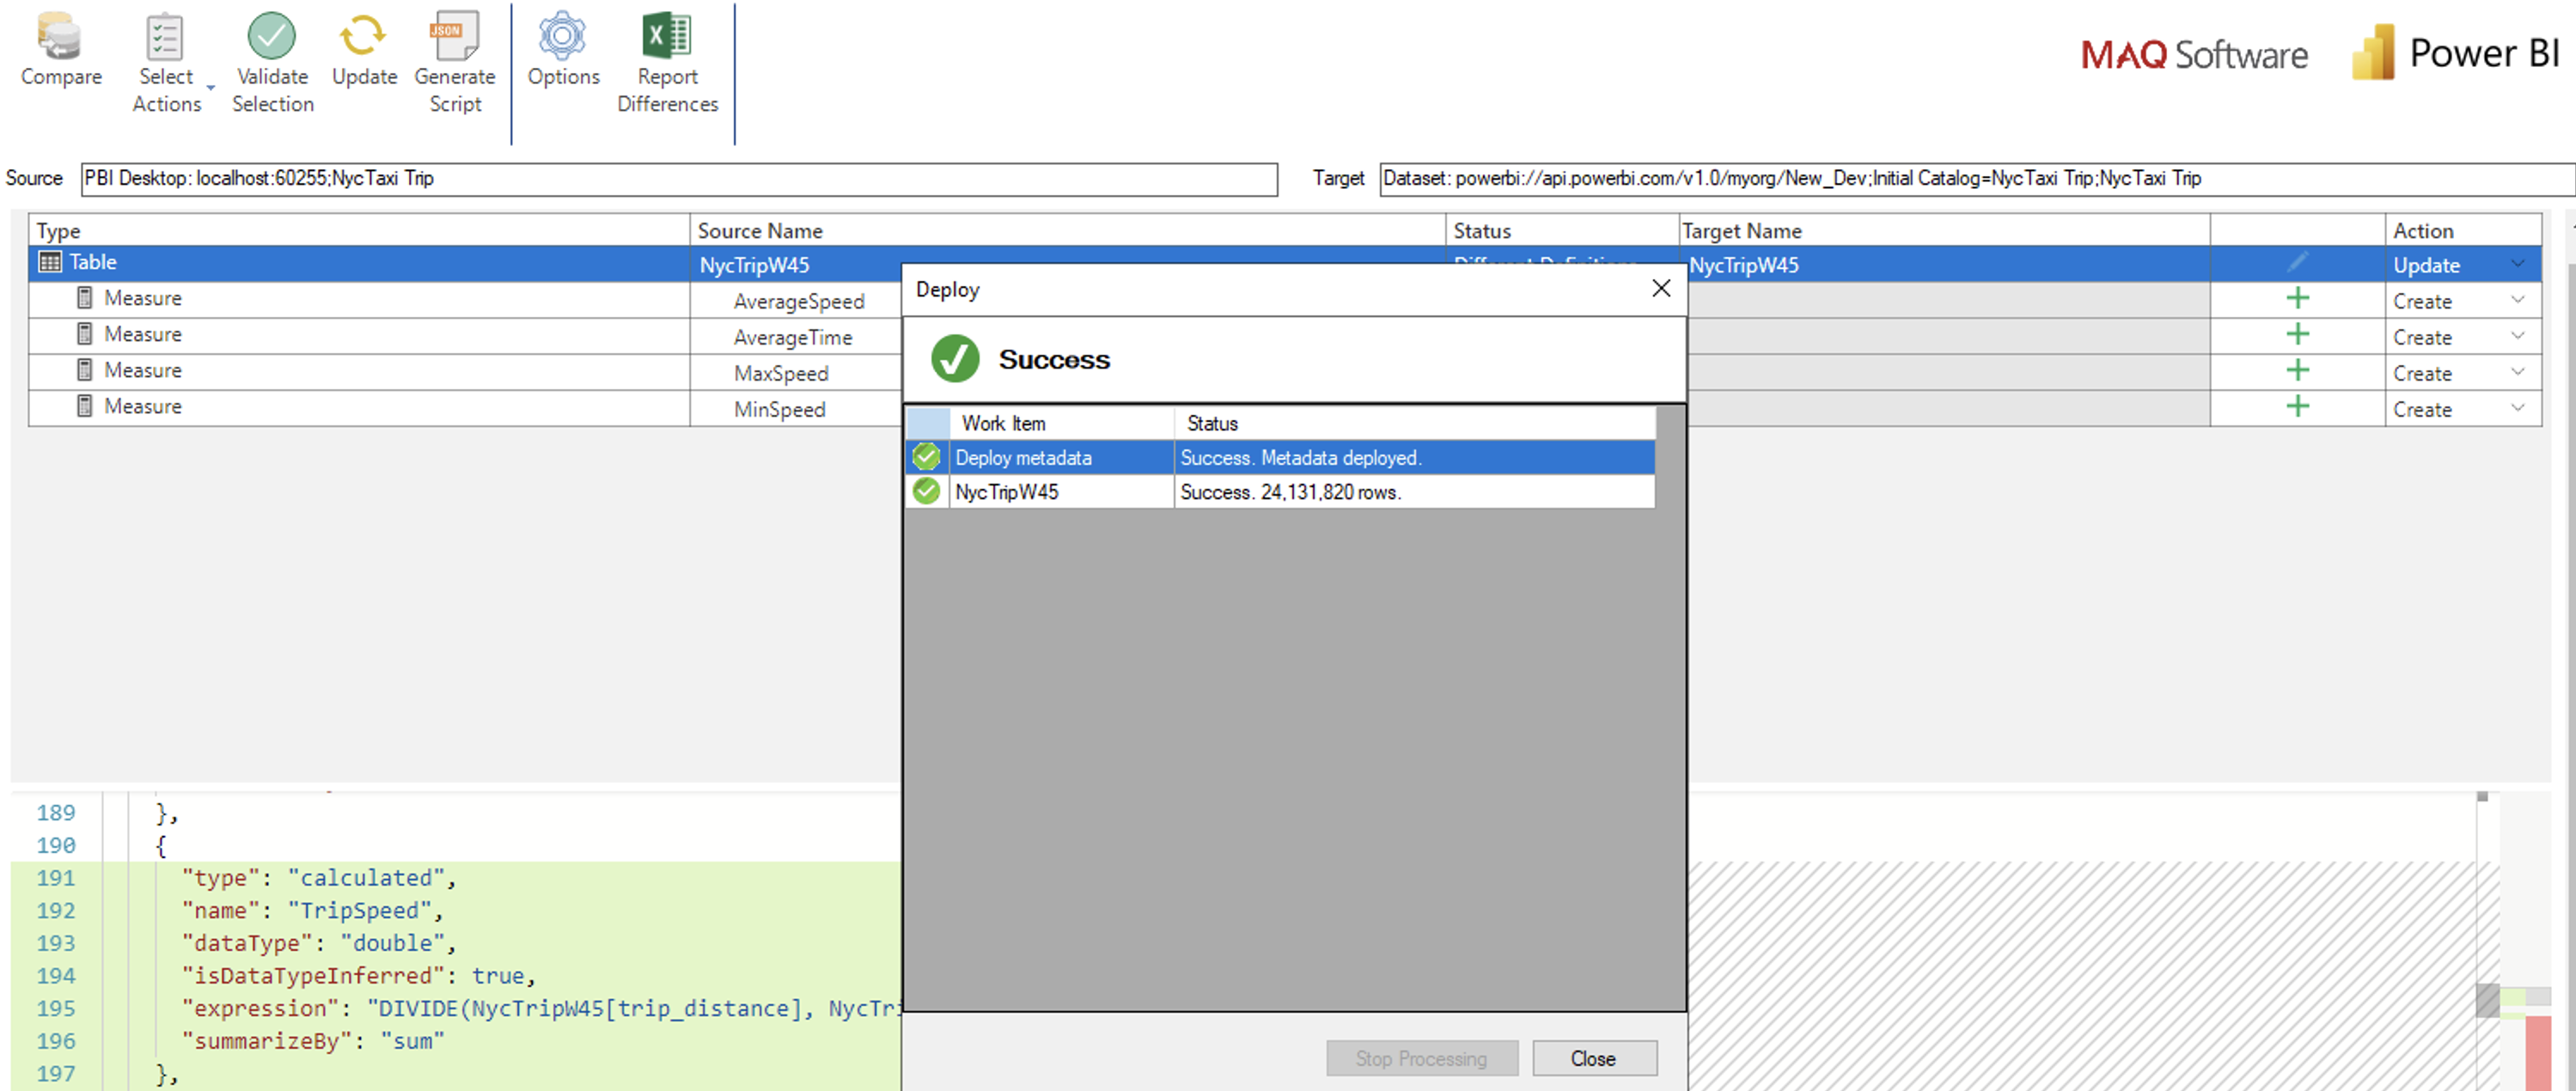 Compare
Select Actions
Validate Selection
Update
Generate Script
Options
Report Differences
JSON
X
MAQ Software
Power BI
Source
PBI Desktop: localhost:60255;NycTaxi Trip
Target
Dataset: powerbi://api.powerbi.com/v1.0/myorg/New_Dev;Initial Catalog=NycTaxi Trip;NycTaxi Trip
Type Source Name Status Target Name Action
Table NycTripW45 Different Definitions NycTripW45 Update
Measure AverageSpeed Create
Measure AverageTime Create
Measure MaxSpeed Create
Measure MinSpeed Create
Deploy
Success
Work Item Status
Deploy metadata Success. Metadata deployed.
NycTripW45 Success. 24,131,820 rows.
Stop Processing Close
189 },
190 {
191 "type": "calculated",
192 "name": "TripSpeed",
193 "dataType": "double",
194 "isDataTypeInferred": true,
195 "expression": "DIVIDE(NycTripW45[trip_distance], NycTri
196 "summarizeBy": "sum"
197 },